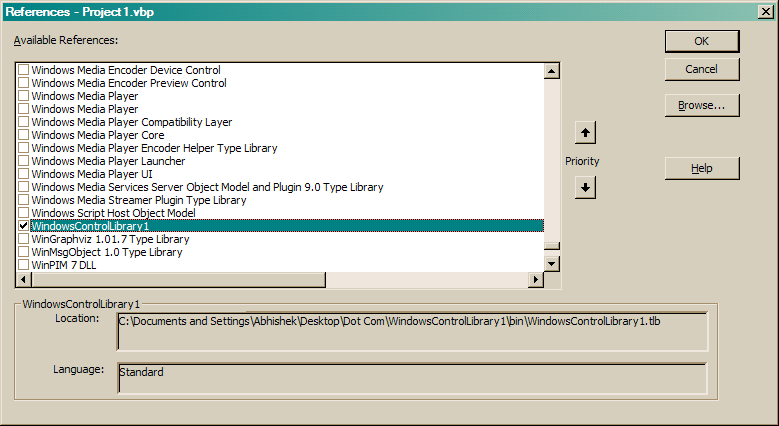 References - Project1.vbp
Available References:
Windows Media Encoder Device Control
Windows Media Encoder Preview Control
Windows Media Player
Windows Media Player
Windows Media Player Compatibility Layer
Windows Media Player Core
Windows Media Player Encoder Helper Type Library
Windows Media Player Launcher
Windows Media Player UI
Windows Media Services Server Object Model and Plugin 9.0 Type Library
Windows Media Streamer Plugin Type Library
Windows Script Host Object Model
WindowsControlLibrary1
WinGraphviz 1.01.7 Type Library
WinMsgObject 1.0 Type Library
WinPIM 7 DLL
Priority
OK
Cancel
Browse...
Help
WindowsControlLibrary1
Location:
C:\Documents and Settings\Abhishek\Desktop\Dot Com\WindowsControlLibrary1\bin\WindowsControlLibrary1.tlb
Language:
Standard